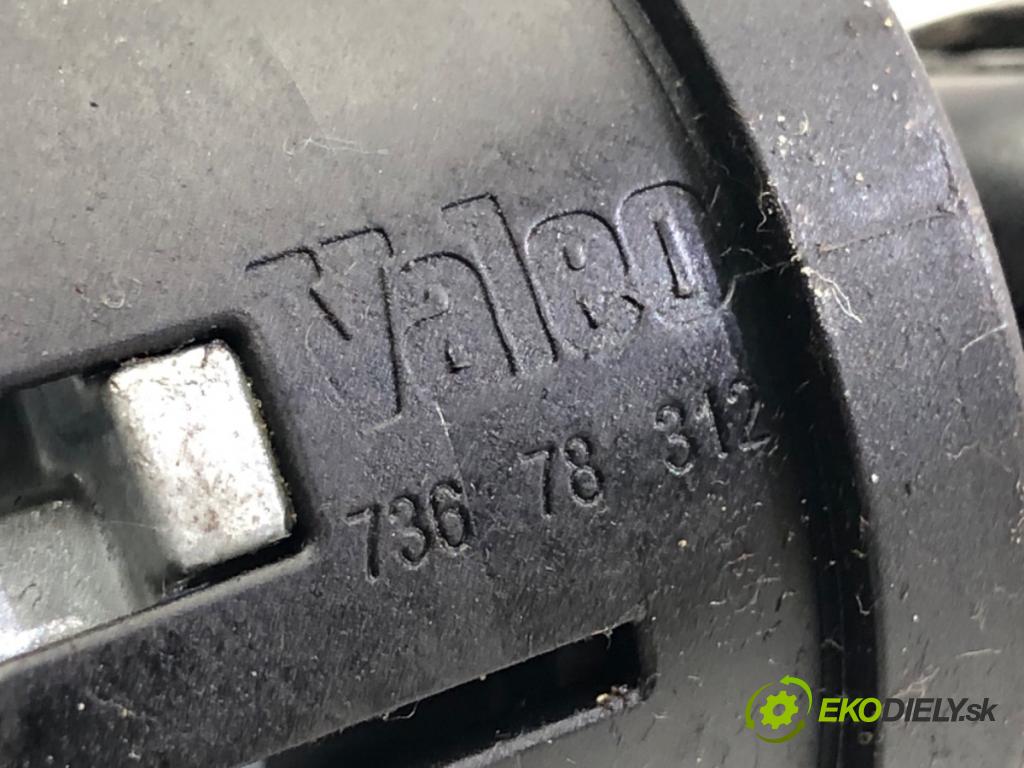 Valeo
736 78 312
EKODIELY.sk